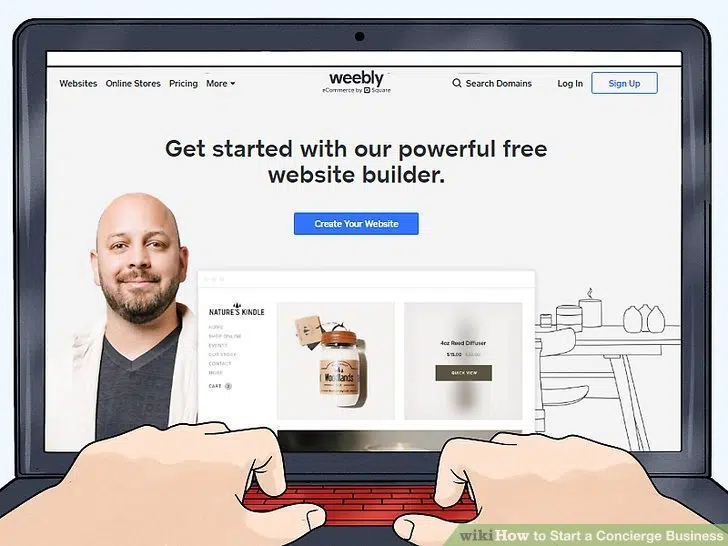 Websites Online Stores Pricing More
weebly
eCommerce by Square
Search Domains
Log In
Sign Up
Get started with our powerful free
website builder.
Create Your Website
NATURE'S KINDLE
HOME
SHOP ONLINE
EVENTS
OUR STORY
CONTACT
MORE
CART
Woodlands
4oz Reed Diffuser
$15.00
QUICK VIEW
wikiHow to Start a Concierge Business